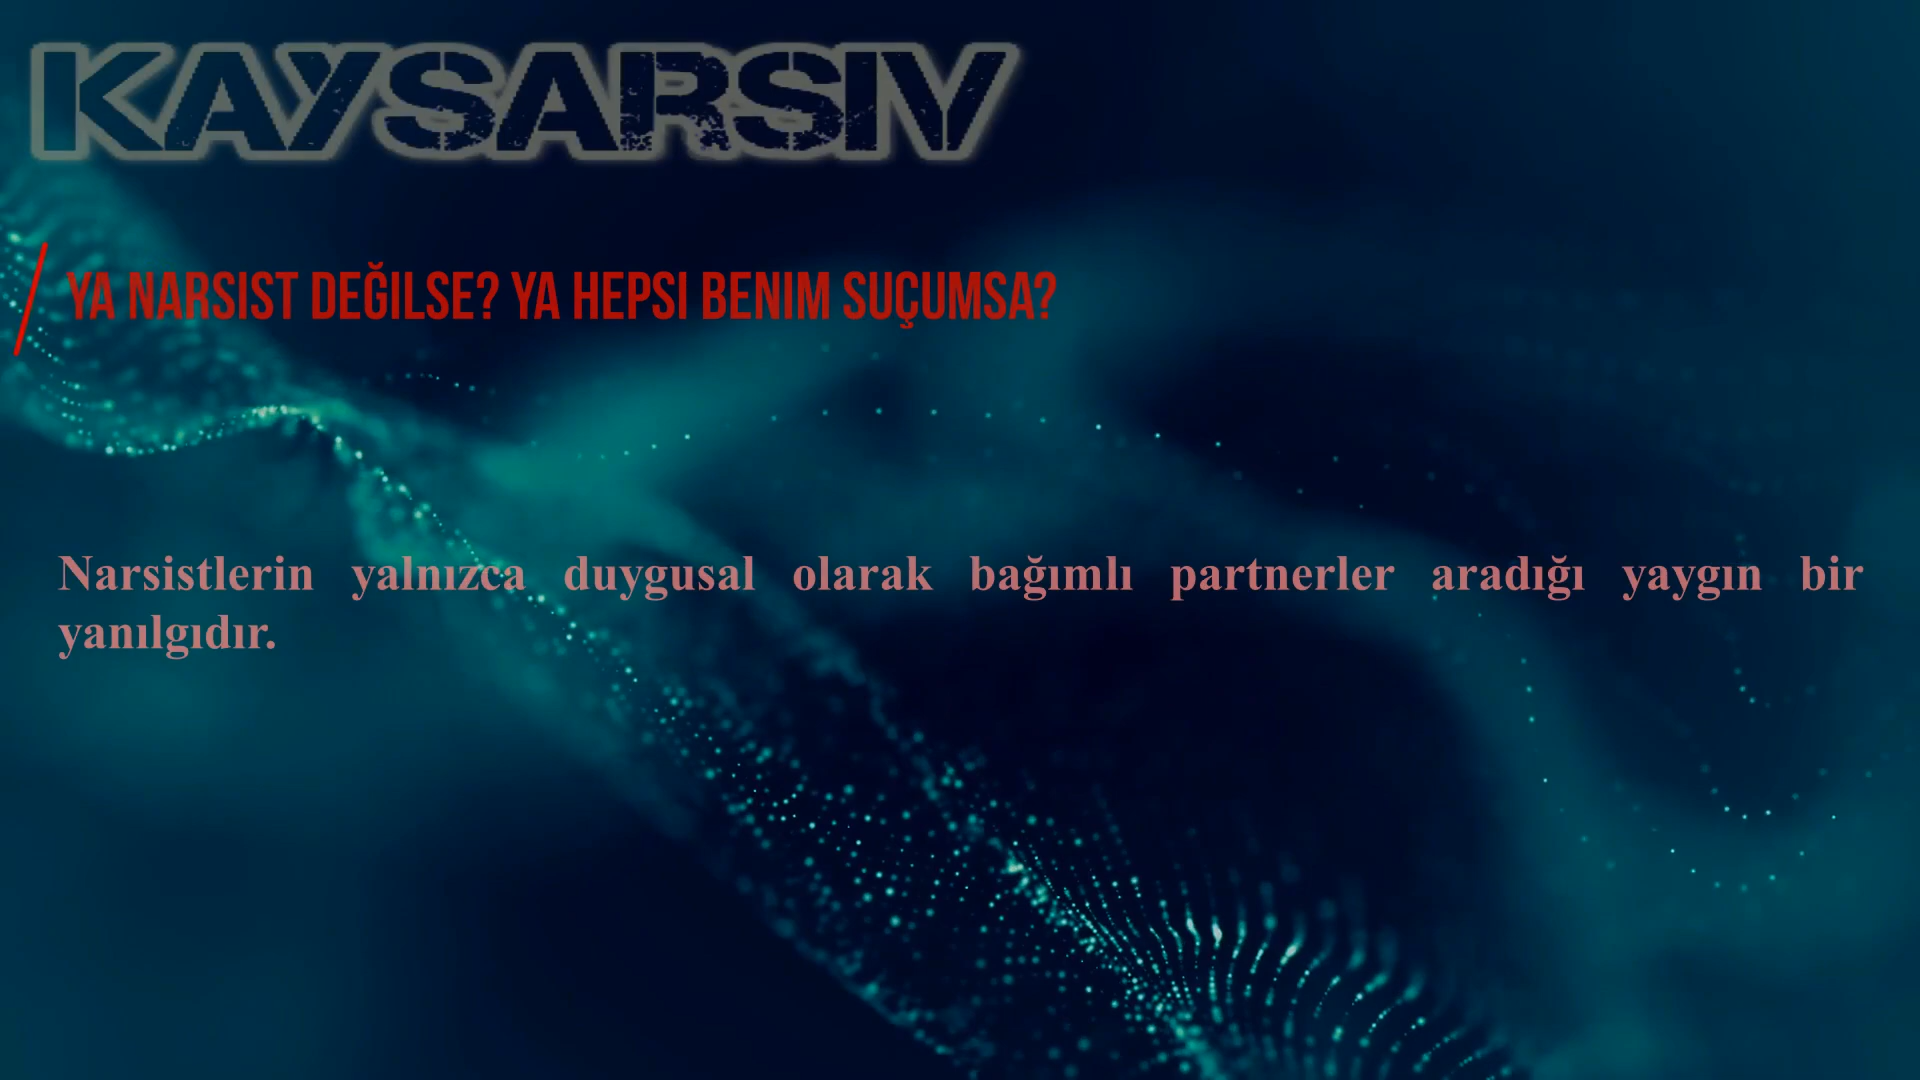 KAYSARSIV
YA NARSIST DEĞILSE? YA HEPSI BENIM SUÇUMSA?
Narsistlerin yalnızca duygusal olarak bağımlı partnerler aradığı yaygın bir
yanılgıdır.